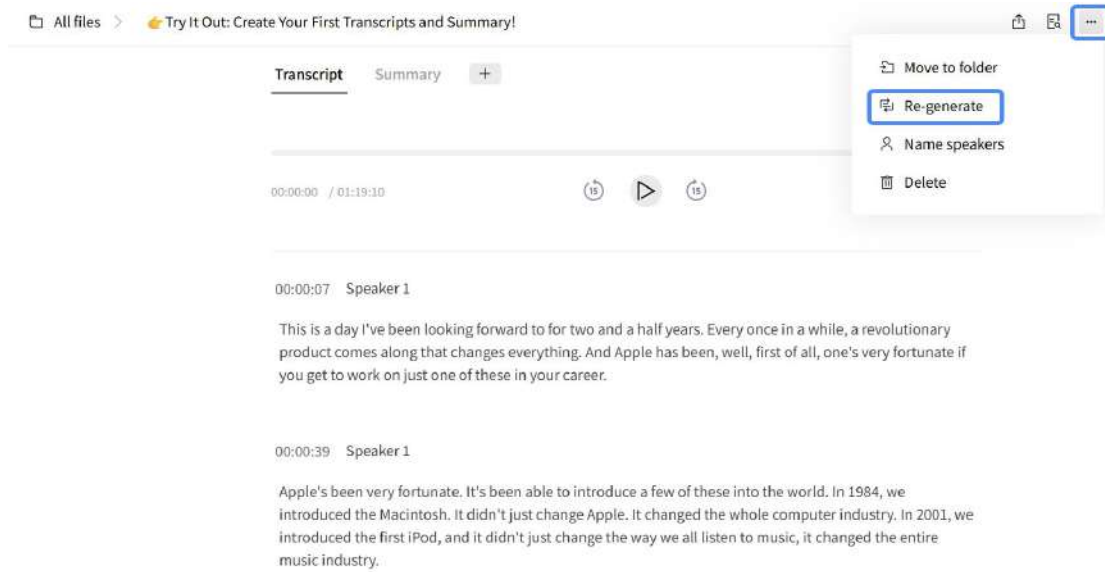 All files > 👉Try It Out: Create Your First Transcripts and Summary! ...
Transcript Summary +
Move to folder
Re-generate
Name speakers
Delete
00:00:00 / 01:19:10 15 15
00:00:07 Speaker 1
This is a day I've been looking forward to for two and a half years. Every once in a while, a revolutionary
product comes along that changes everything. And Apple has been, well, first of all, one's very fortunate if
you get to work on just one of these in your career.
00:00:39 Speaker 1
Apple's been very fortunate. It's been able to introduce a few of these into the world. In 1984, we
introduced the Macintosh. It didn't just change Apple. It changed the whole computer industry. In 2001, we
introduced the first iPod, and it didn't just change the way we all listen to music, it changed the entire
music industry.